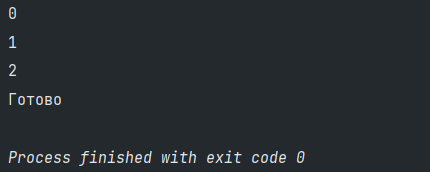 0
1
2
Готово
Process finished with exit code 0